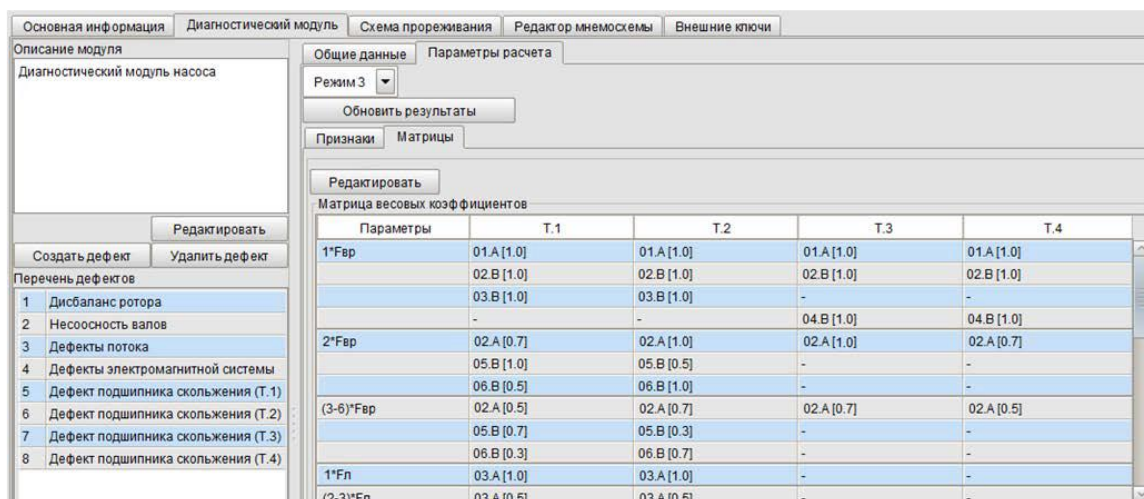 Основная информация Диагностический модуль Схема прореживания Редактор мнемосхемы Внешние ключи
Описание модуля
Диагностический модуль насоса
Редактировать
Создать дефект Удалить дефект
Перечень дефектов
1 Дисбаланс ротора
2 Несоосность валов
3 Дефекты потока
4 Дефекты электромагнитной системы
5 Дефект подшипника скольжения (Т.1)
6 Дефект подшипника скольжения (Т.2)
7 Дефект подшипника скольжения (Т.3)
8 Дефект подшипника скольжения (Т.4)
Общие данные Параметры расчета
Режим 3
Обновить результаты
Признаки Матрицы
Редактировать
Матрица весовых коэффициентов
Параметры Т.1 Т.2 Т.3 Т.4
1*Fвр 01.A [1.0] 01.A [1.0] 01.A [1.0] 01.A [1.0]
02.B [1.0] 02.B [1.0] 02.B [1.0] 02.B [1.0]
03.B [1.0] 03.B [1.0] - -
- - 04.B [1.0] 04.B [1.0]
2*Fвр 02.A [0.7] 02.A [1.0] 02.A [1.0] 02.A [0.7]
05.B [1.0] 05.B [0.5] - -
06.B [0.5] 06.B [1.0] - -
(3-6)*Fвр 02.A [0.5] 02.A [0.7] 02.A [0.7] 02.A [0.5]
05.B [0.7] 05.B [0.3] - -
06.B [0.3] 06.B [0.7] - -
1*Fл 03.A [1.0] 03.A [1.0] - -
(2-3)*Fл 03.A [0.5] 03.A [0.5] - -